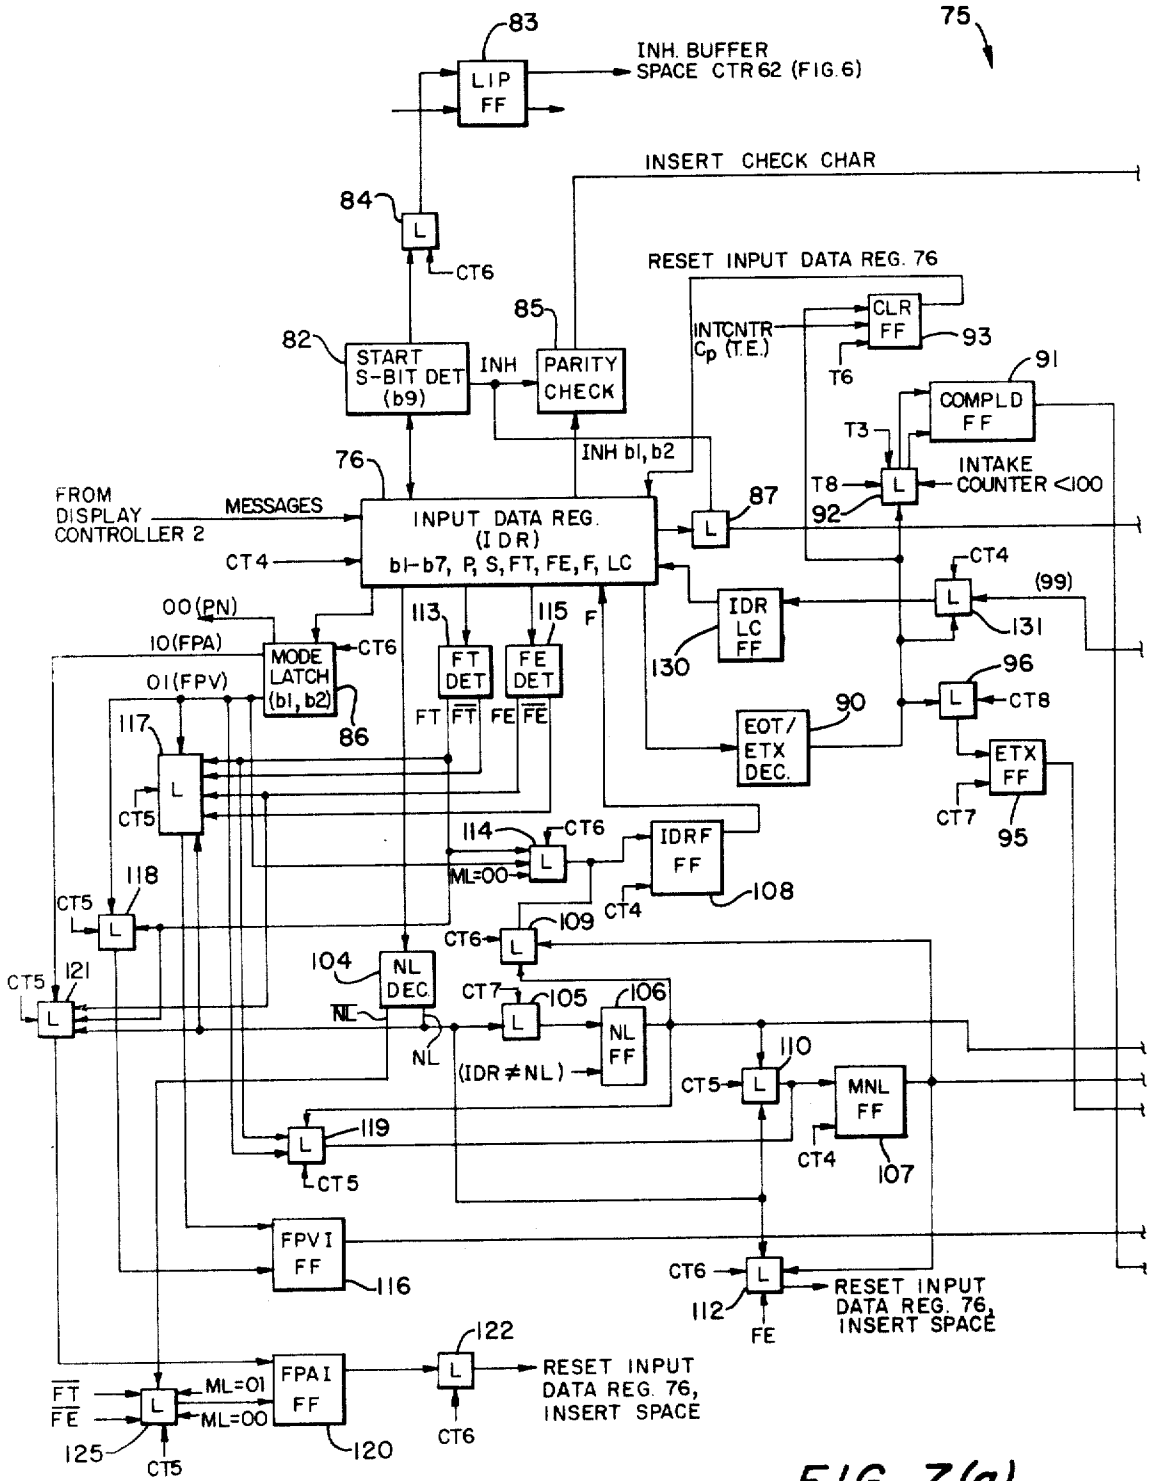 75
83
LIP
FF
INH. BUFFER
SPACE CTR 62 (FIG. 6)
INSERT CHECK CHAR
84
L
CT6
RESET INPUT DATA REG. 76
85
82
START
S-BIT DET
(b9)
INH
PARITY
CHECK
INTCNTR
Cp (T.E.)
CLR
FF
93
T6
91
COMPLD
FF
76
INH b1, b2
T3
T8
L
92
INTAKE
COUNTER <100
87
L
FROM
DISPLAY
CONTROLLER 2
MESSAGES
INPUT DATA REG.
(IDR)
b1-b7, P, S, FT, FE, F, LC
CT4
CT4
(99)
L
131
IDR
LC
FF
130
00 (PN)
10 (FPA)
01 (FPV)
MODE
LATCH
(b1, b2)
CT6
86
113
FT
DET
115
FE
DET
F
FT
F̅T̅
FE
F̅E̅
96
L
CT8
90
EOT/
ETX
DEC.
ETX
FF
CT7
95
117
L
CT5
114
CT6
L
ML=00
IDRF
FF
CT4
108
118
CT5
L
109
CT6
L
104
NL
DEC.
N̅L̅
NL
CT5
121
L
CT7
105
L
106
NL
FF
(IDR≠NL)
110
CT5
L
MNL
FF
CT4
107
119
L
CT5
FPVI
FF
116
CT6
L
112
FE
RESET INPUT
DATA REG. 76,
INSERT SPACE
122
L
CT6
RESET INPUT
DATA REG. 76,
INSERT SPACE
FPAI
FF
120
F̅T̅
F̅E̅
L
ML=01
ML=00
125
CT5
FIG. 7(a)